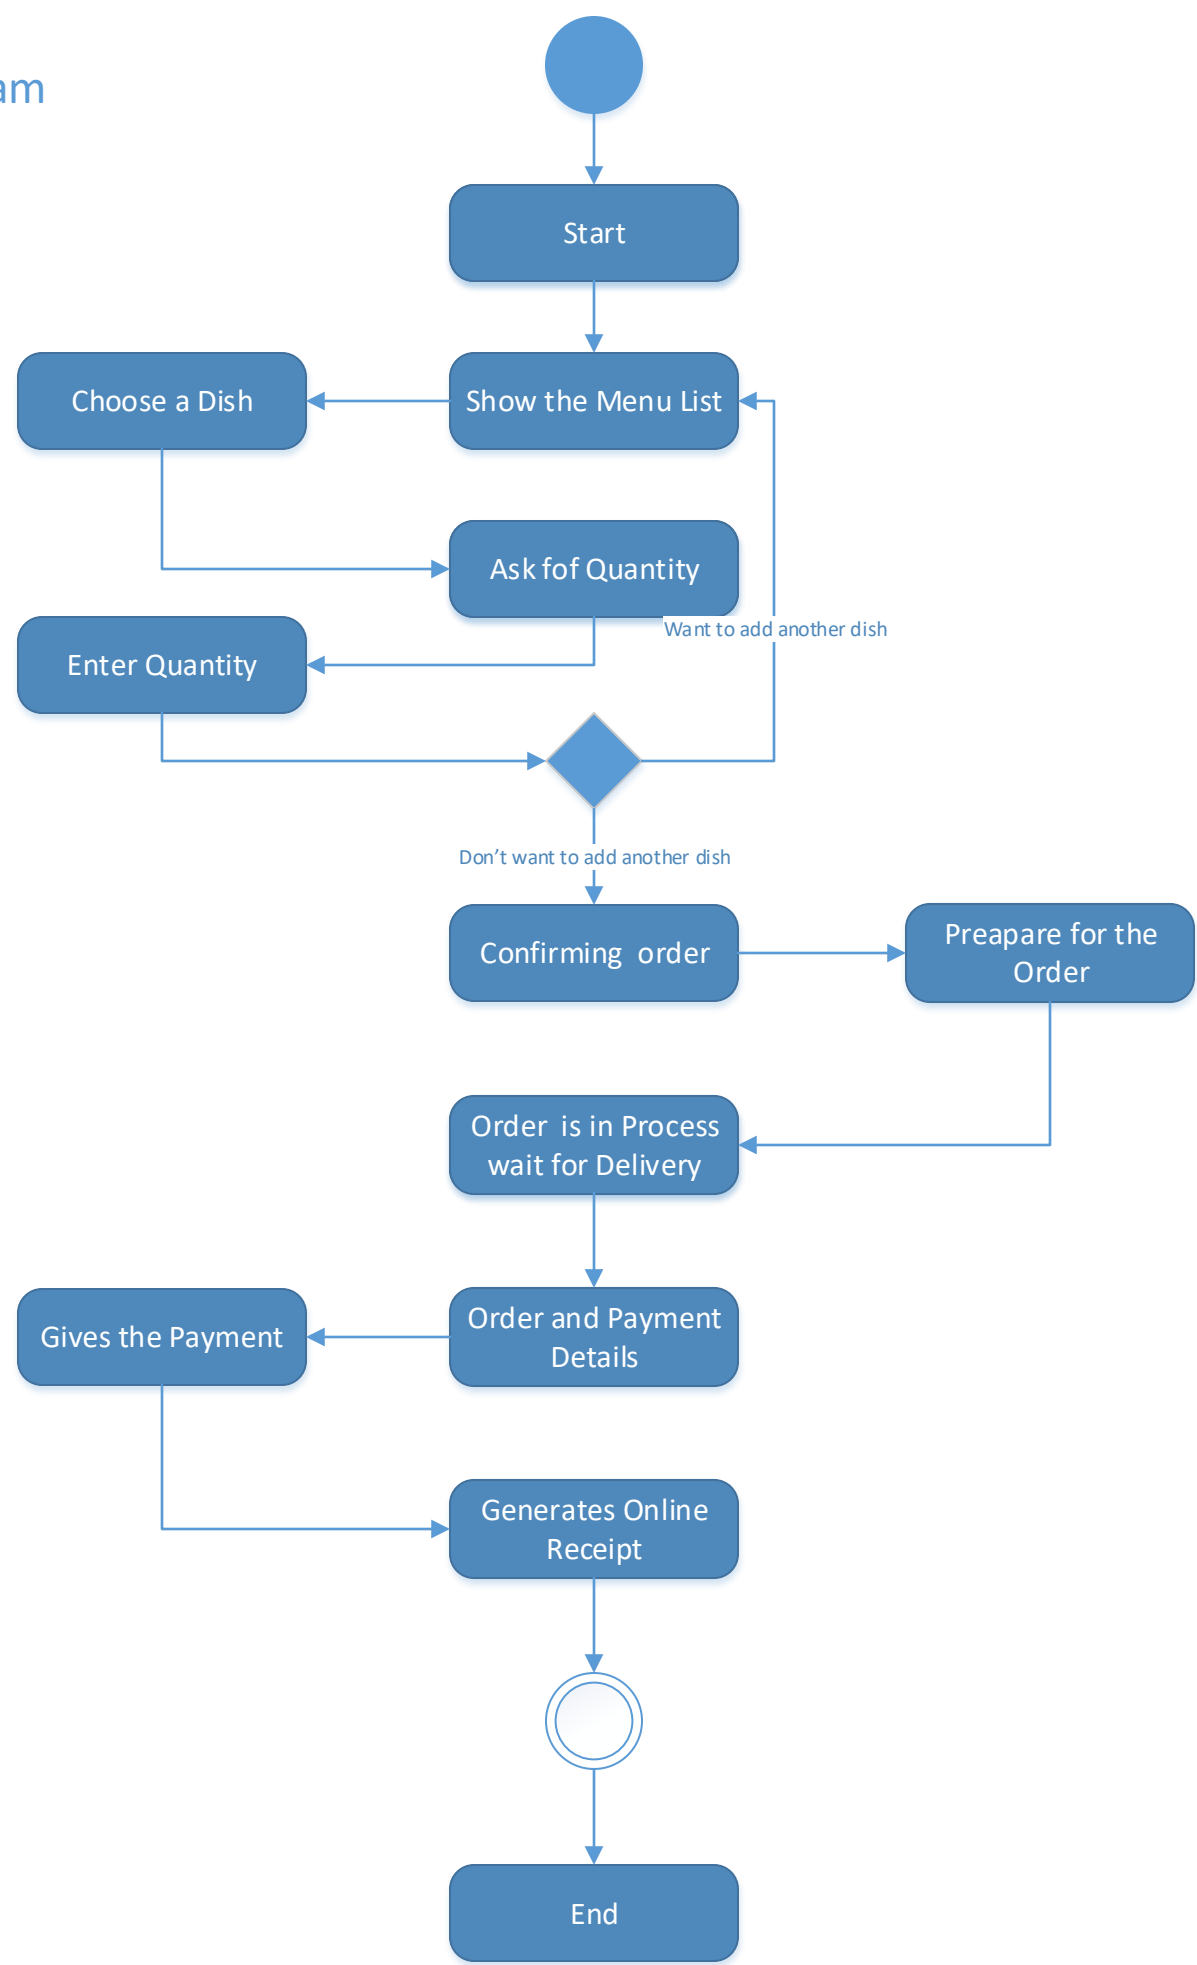 am
Start
Choose a Dish
Show the Menu List
Ask fof Quantity
Want to add another dish
Enter Quantity
Don’t want to add another dish
Confirming order
Preapare for the
Order
Order is in Process
wait for Delivery
Gives the Payment
Order and Payment
Details
Generates Online
Receipt
End